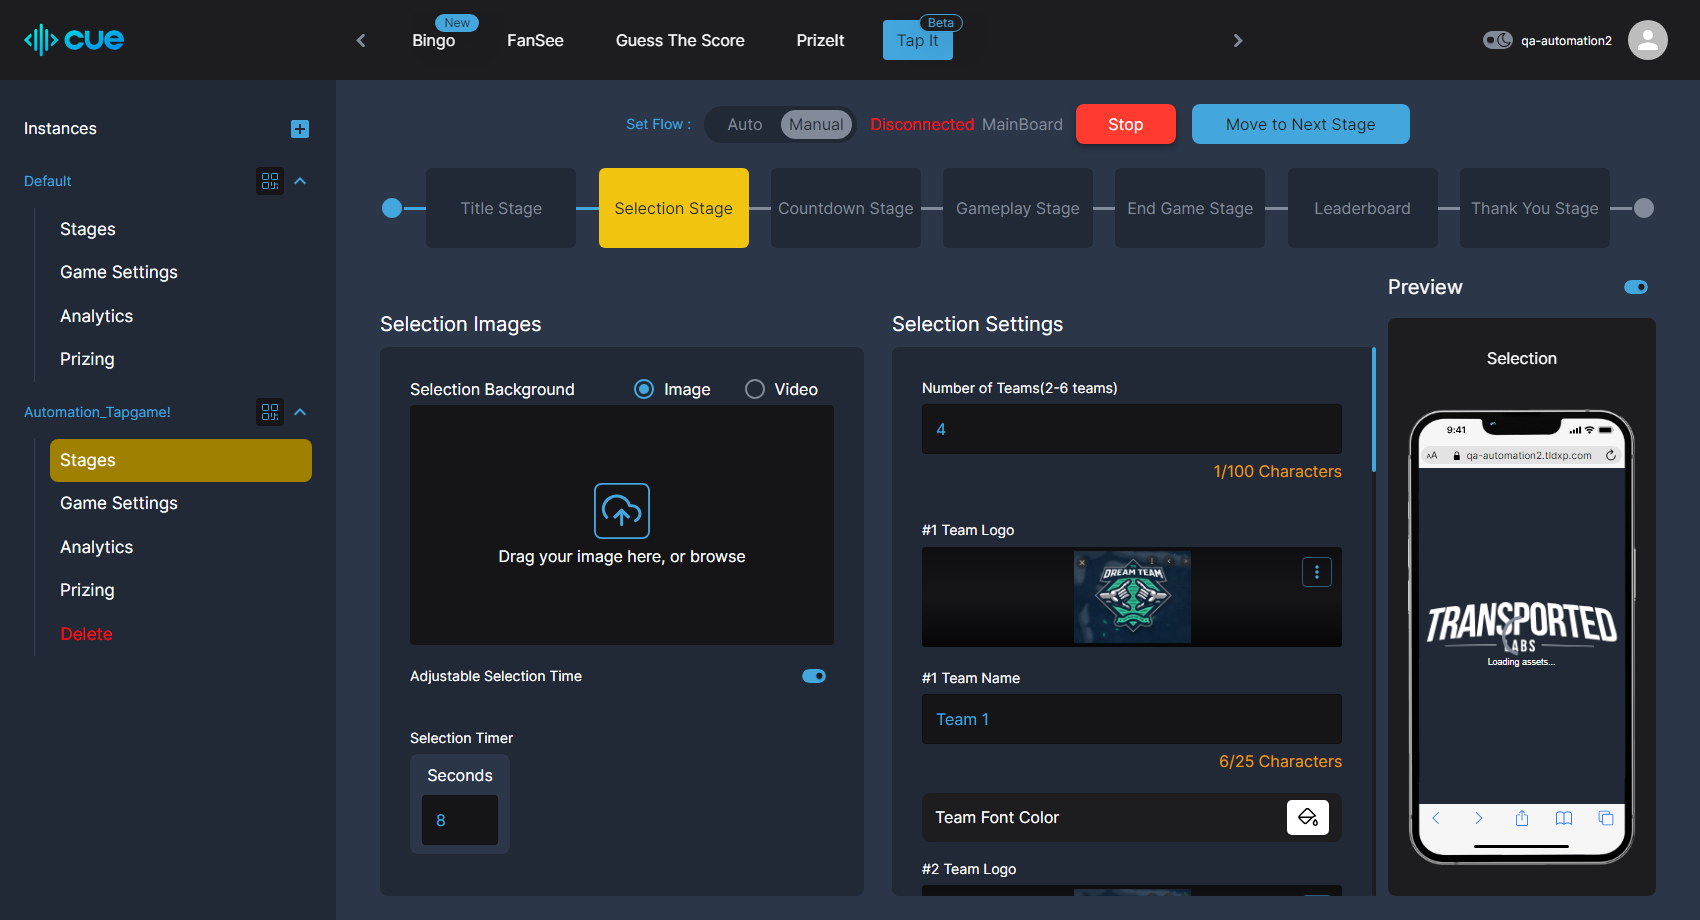 cue
Bingo
New
FanSee
Guess The Score
PrizeIt
Tap It
Beta
qa-automation2
Instances
Default
Stages
Game Settings
Analytics
Prizing
Automation_Tapgame!
Stages
Game Settings
Analytics
Prizing
Delete
Set Flow :
Auto
Manual
Disconnected MainBoard
Stop
Move to Next Stage
Title Stage
Selection Stage
Countdown Stage
Gameplay Stage
End Game Stage
Leaderboard
Thank You Stage
Selection Images
Selection Background
Image
Video
Drag your image here, or browse
Adjustable Selection Time
Selection Timer
Seconds
8
Selection Settings
Number of Teams(2-6 teams)
4
1/100 Characters
#1 Team Logo
DREAM TEAM
#1 Team Name
Team 1
6/25 Characters
Team Font Color
#2 Team Logo
Preview
Selection
9:41
AA
qa-automation2.tldxp.com
TRANSPORTED
LABS
Loading assets...